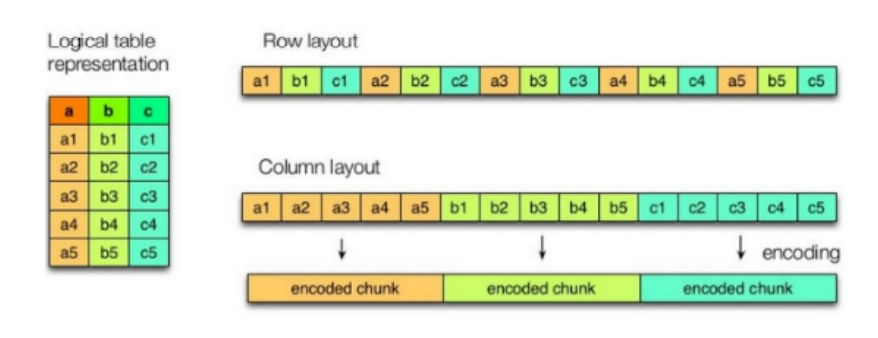 Logical table
representation
a b c
a1 b1 c1
a2 b2 c2
a3 b3 c3
a4 b4 c4
a5 b5 c5
Row layout
a1 b1 c1 a2 b2 c2 a3 b3 c3 a4 b4 c4 a5 b5 c5
Column layout
a1 a2 a3 a4 a5 b1 b2 b3 b4 b5 c1 c2 c3 c4 c5
encoding
encoded chunk encoded chunk encoded chunk